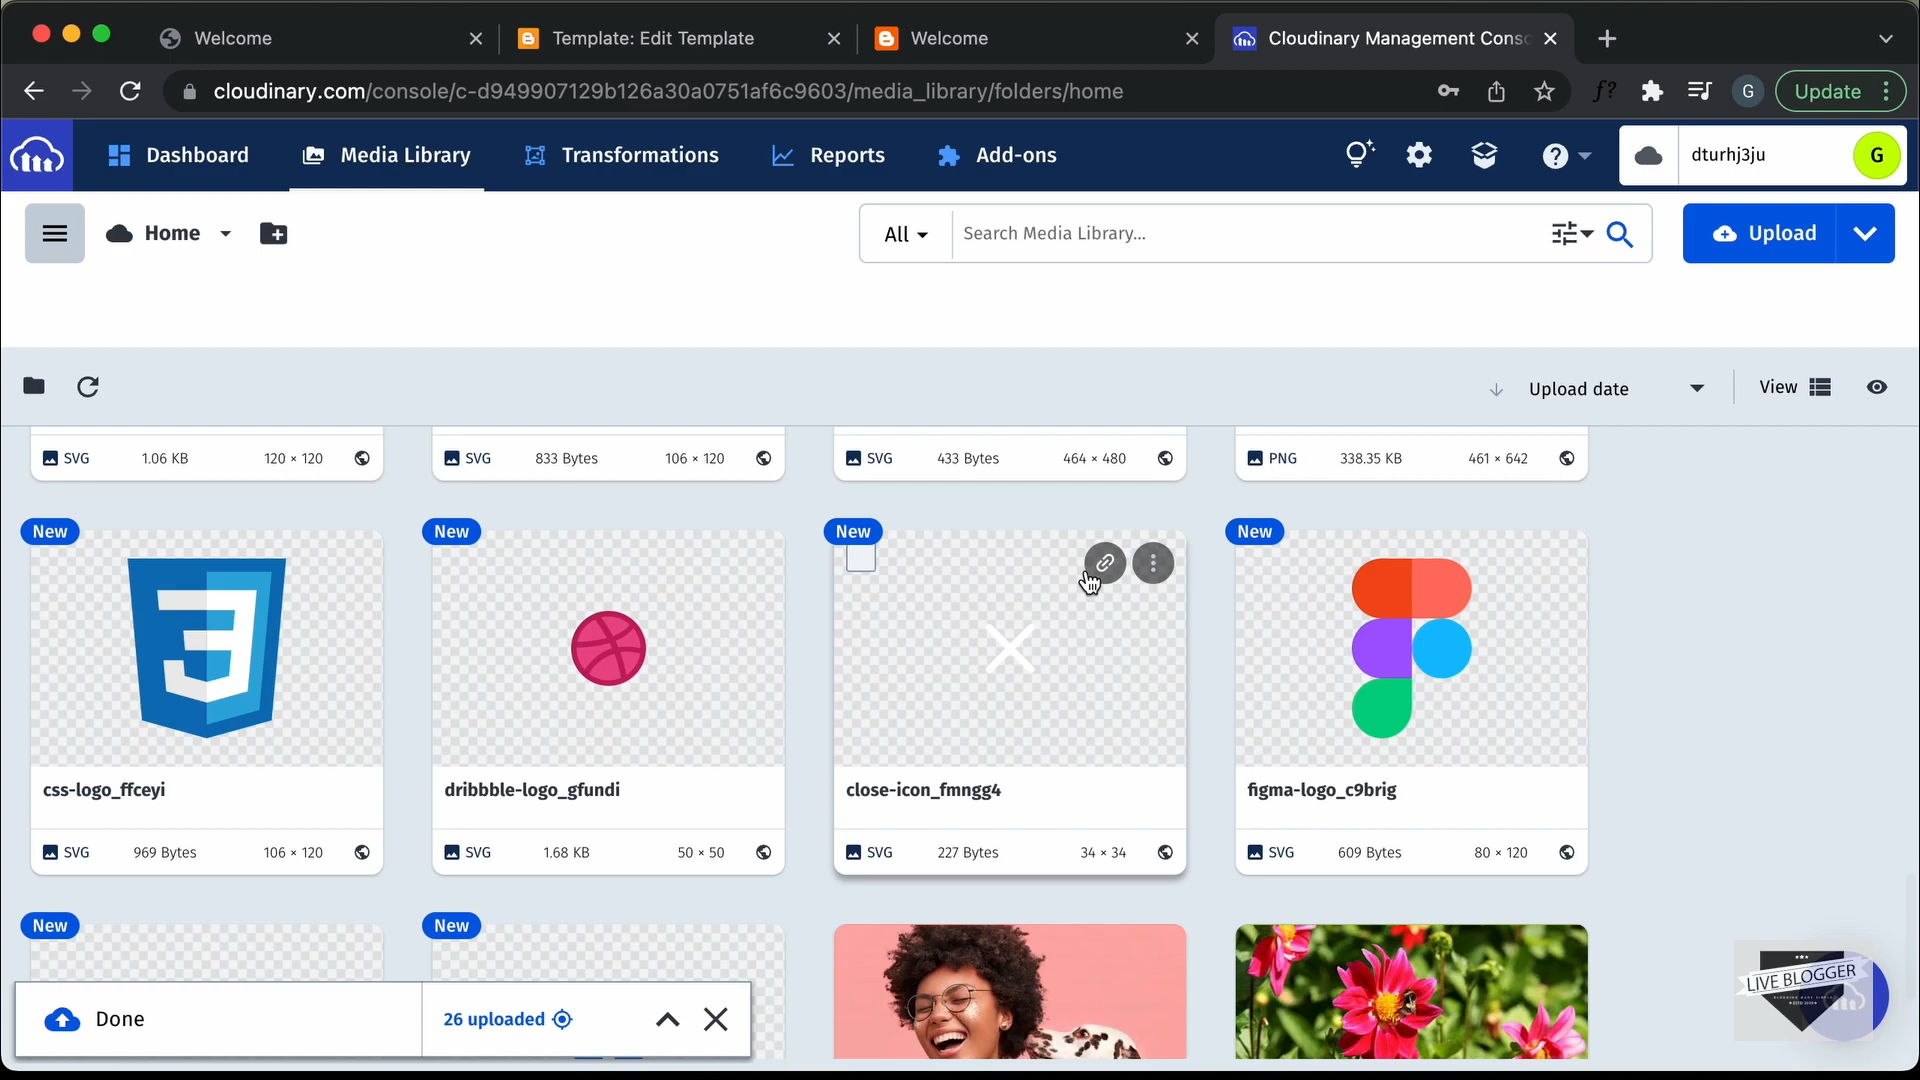 Welcome
Template: Edit Template
Welcome
Cloudinary Management Conso
cloudinary.com/console/c-d949907129b126a30a0751af6c9603/media_library/folders/home
f?
G
Update
Dashboard
Media Library
Transformations
Reports
Add-ons
?
dturhj3ju
G
Home
All
Search Media Library...
Upload
Upload date
View
SVG 1.06 KB 120 × 120
SVG 833 Bytes 106 × 120
SVG 433 Bytes 464 × 480
PNG 338.35 KB 461 × 642
New
New
New
New
3
css-logo_ffceyi
dribbble-logo_gfundi
close-icon_fmngg4
figma-logo_c9brig
SVG 969 Bytes 106 × 120
SVG 1.68 KB 50 × 50
SVG 227 Bytes 34 × 34
SVG 609 Bytes 80 × 120
New
New
Done
26 uploaded
LIVE BLOGGER